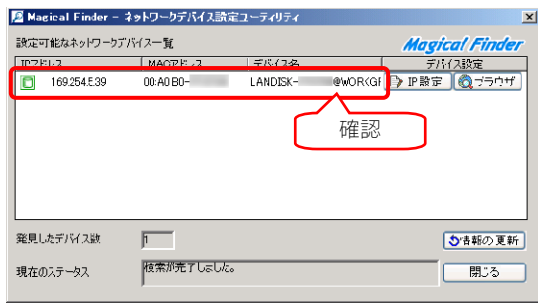 Magical Finder - ネットワークデバイス設定ユーティリティ
設定可能なネットワークデバイス一覧
Magical Finder
IPアドレス MACアドレス デバイス名 デバイス設定
00:A0:B0- LANDISK- @WORKGR IP設定 ブラウザ
確認
発見したデバイス数 1
情報の更新
現在のステータス 検索が完了しました。
閉じる